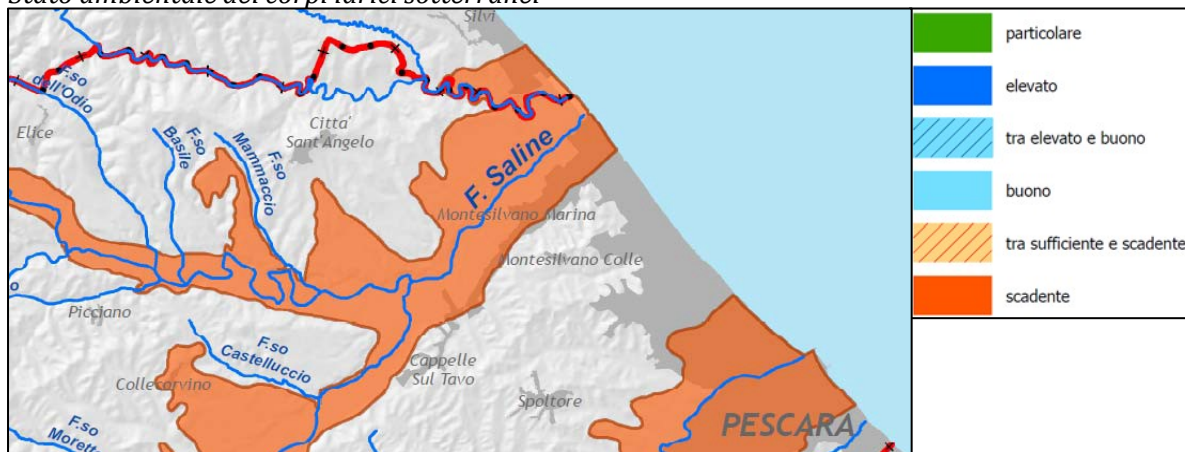 Stato ambientale dei corpi idrici sotterranei
Silvi
F.so
dell'Odio
Elice
F.so
Basile
F.so
Mammaccio
Citta'
Sant'Angelo
F. Saline
Montesilvano Marina
Montesilvano Colle
o
Picciano
F.so
Castelluccio
Collecorvino
Cappelle
Sul Tavo
Spoltore
PESCARA
F.so
Morett
particolare
elevato
tra elevato e buono
buono
tra sufficiente e scadente
scadente